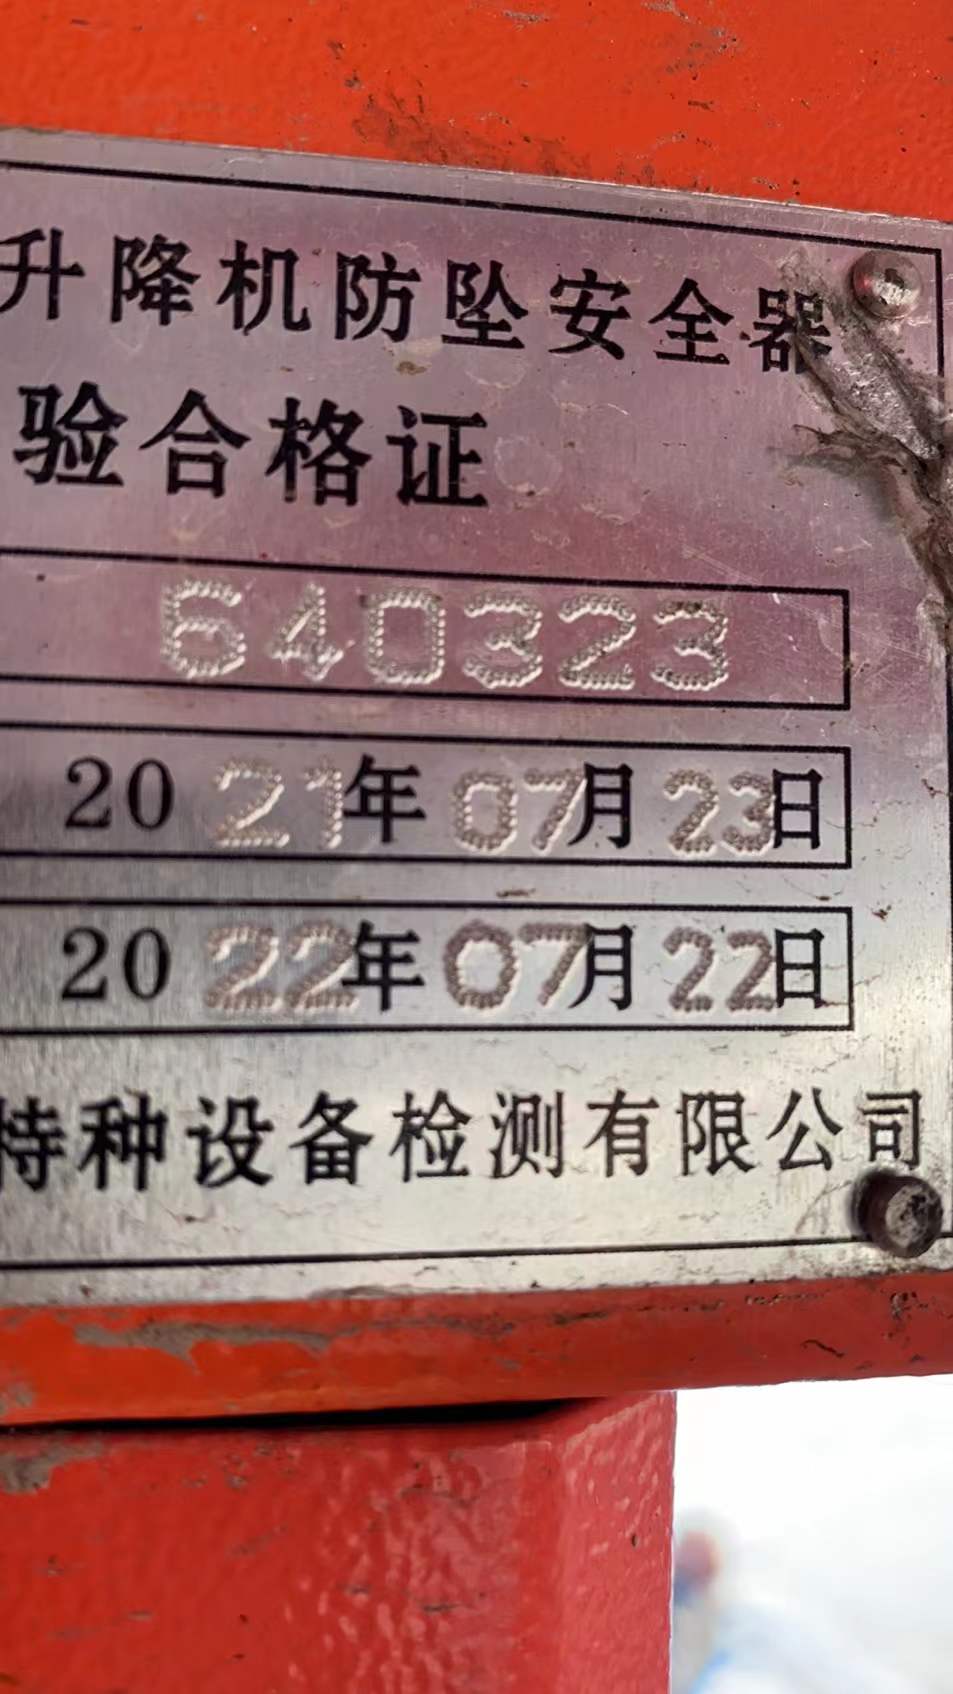 升降机防坠安全器
验合格证
640323
2021年07月23日
2022年07月22日
特种设备检测有限公司